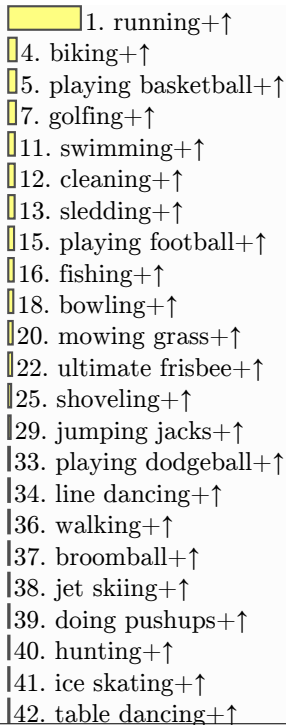 1. running+↑
4. biking+↑
5. playing basketball+↑
7. golfing+↑
11. swimming+↑
12. cleaning+↑
13. sledding+↑
15. playing football+↑
16. fishing+↑
18. bowling+↑
20. mowing grass+↑
22. ultimate frisbee+↑
25. shoveling+↑
29. jumping jacks+↑
33. playing dodgeball+↑
34. line dancing+↑
36. walking+↑
37. broomball+↑
38. jet skiing+↑
39. doing pushups+↑
40. hunting+↑
41. ice skating+↑
42. table dancing+↑